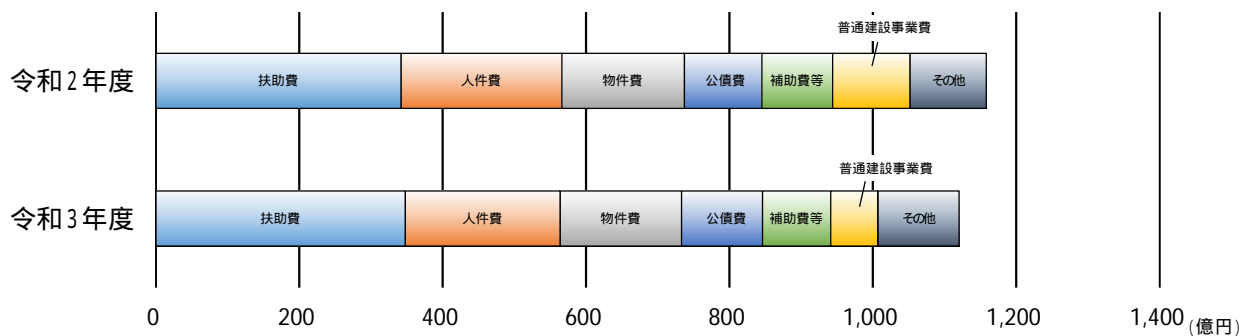 普通建設事業費
令和2年度
扶助費
人件費
物件費
公債費
補助費等
その他
普通建設事業費
令和3年度
扶助費
人件費
物件費
公債費
補助費等
その他
0
200
400
600
800
1,000
1,200
1,400
(億円)